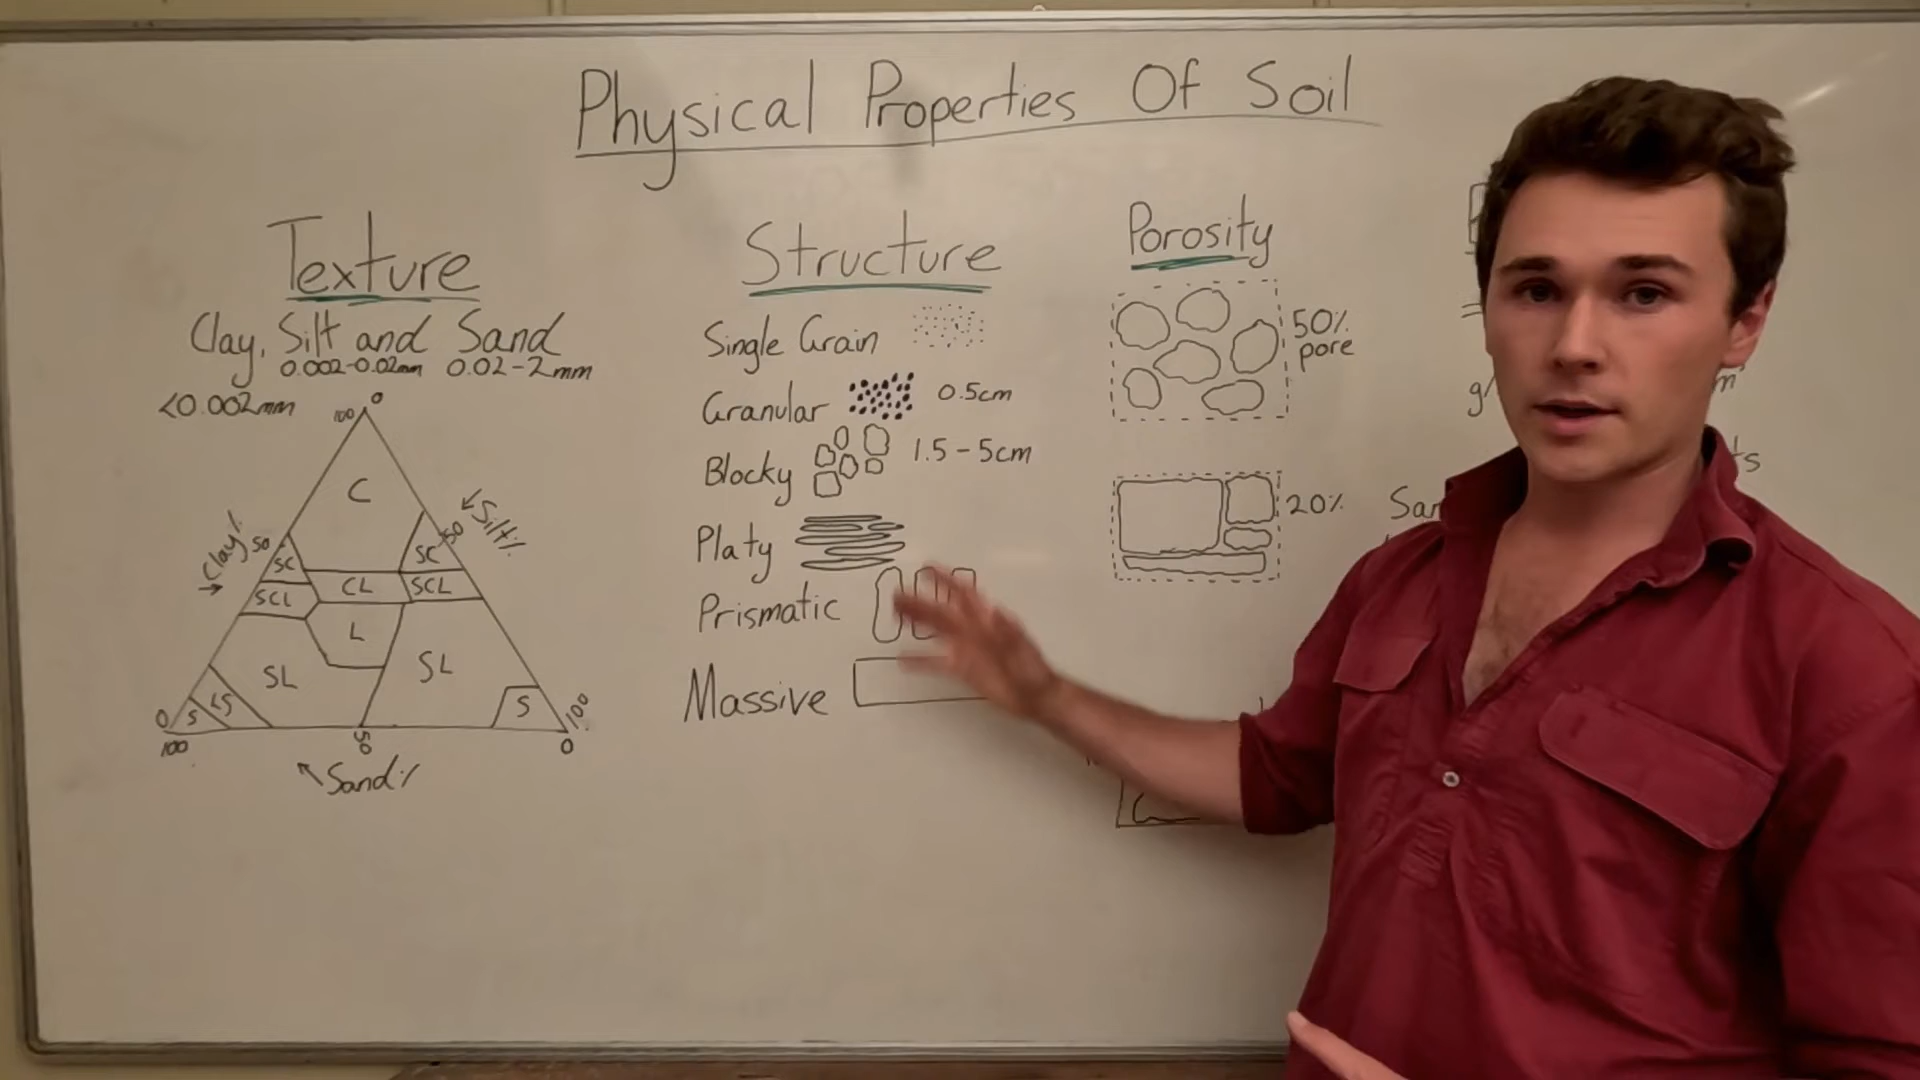 Physical Properties Of Soil
Texture
Clay, Silt and Sand
0.002-0.02mm 0.02-2mm
<0.002mm
100 0
C
Clay%
50
50
Silt%
SC
SC
SCL
CL
SCL
L
SL
SL
S
LS
S
0
100
50
100
0
Sand%
Structure
Single Grain
Granular 0.5cm
Blocky 1.5-5cm
Platy
Prismatic
Massive
Porosity
50%
pore
20%